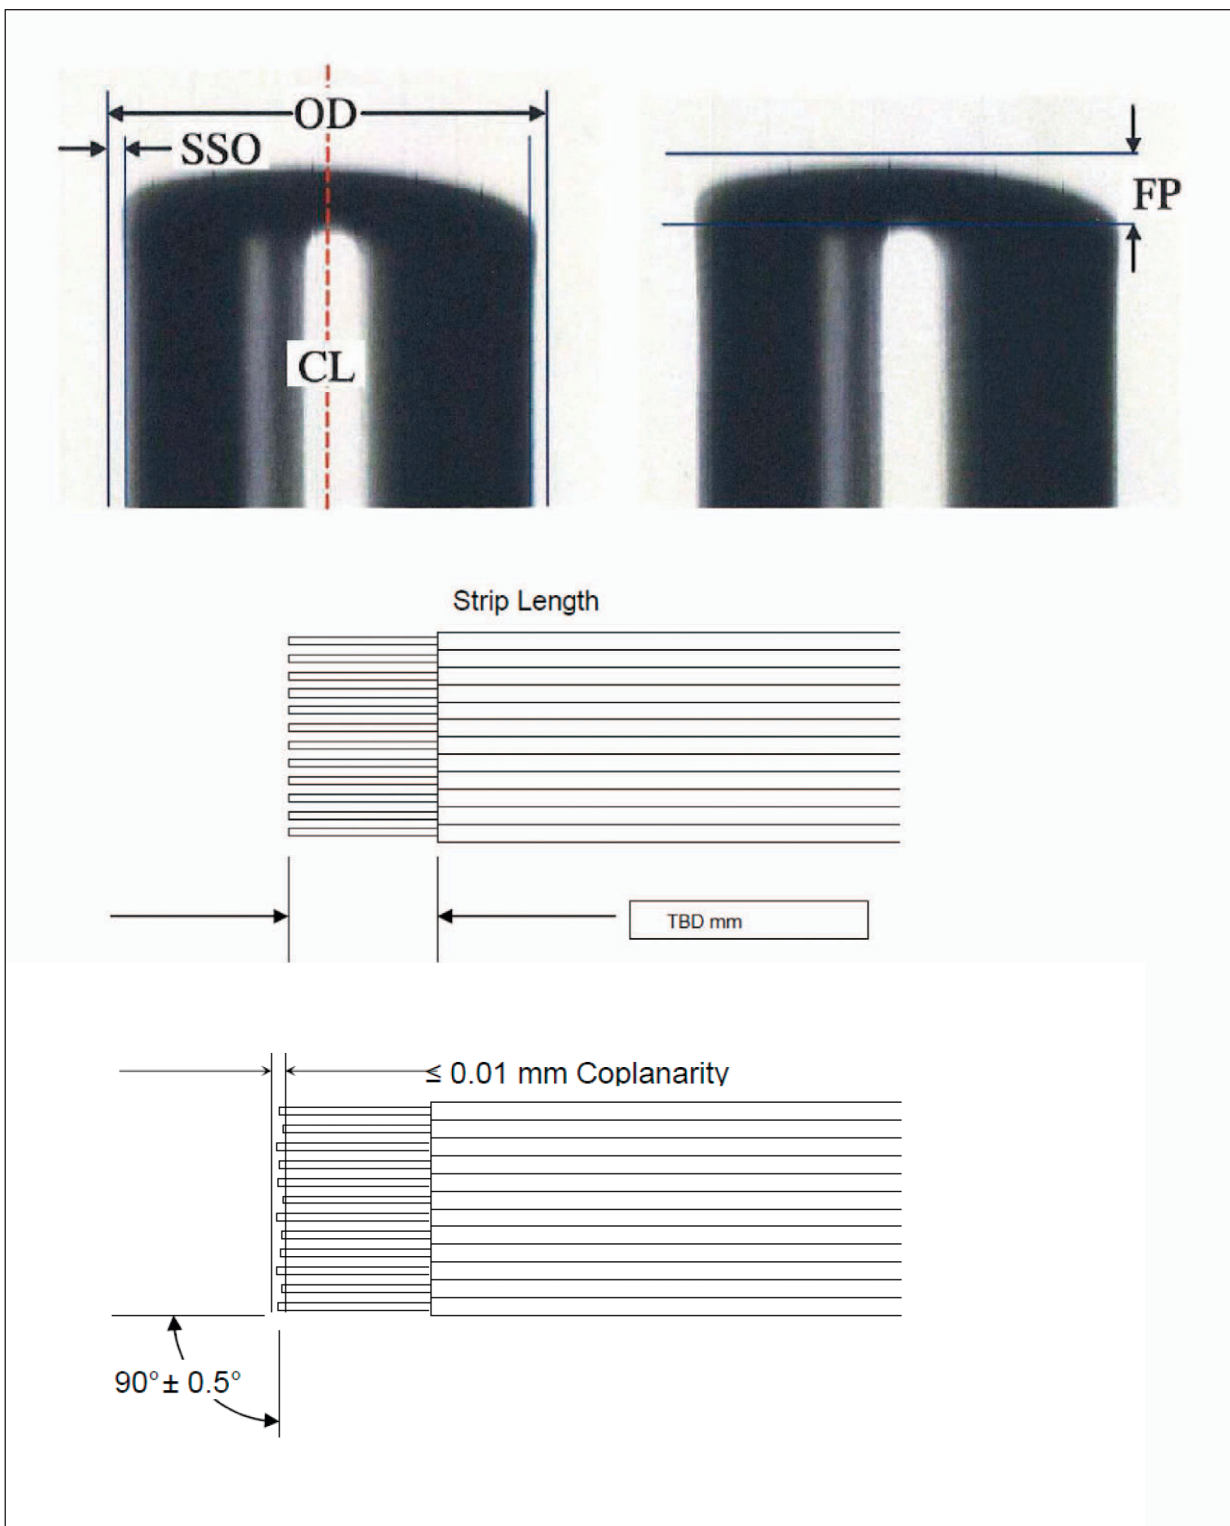 OD
SSO
CL
FP
Strip Length
TBD mm
≤ 0.01 mm Coplanarity
90°± 0.5°